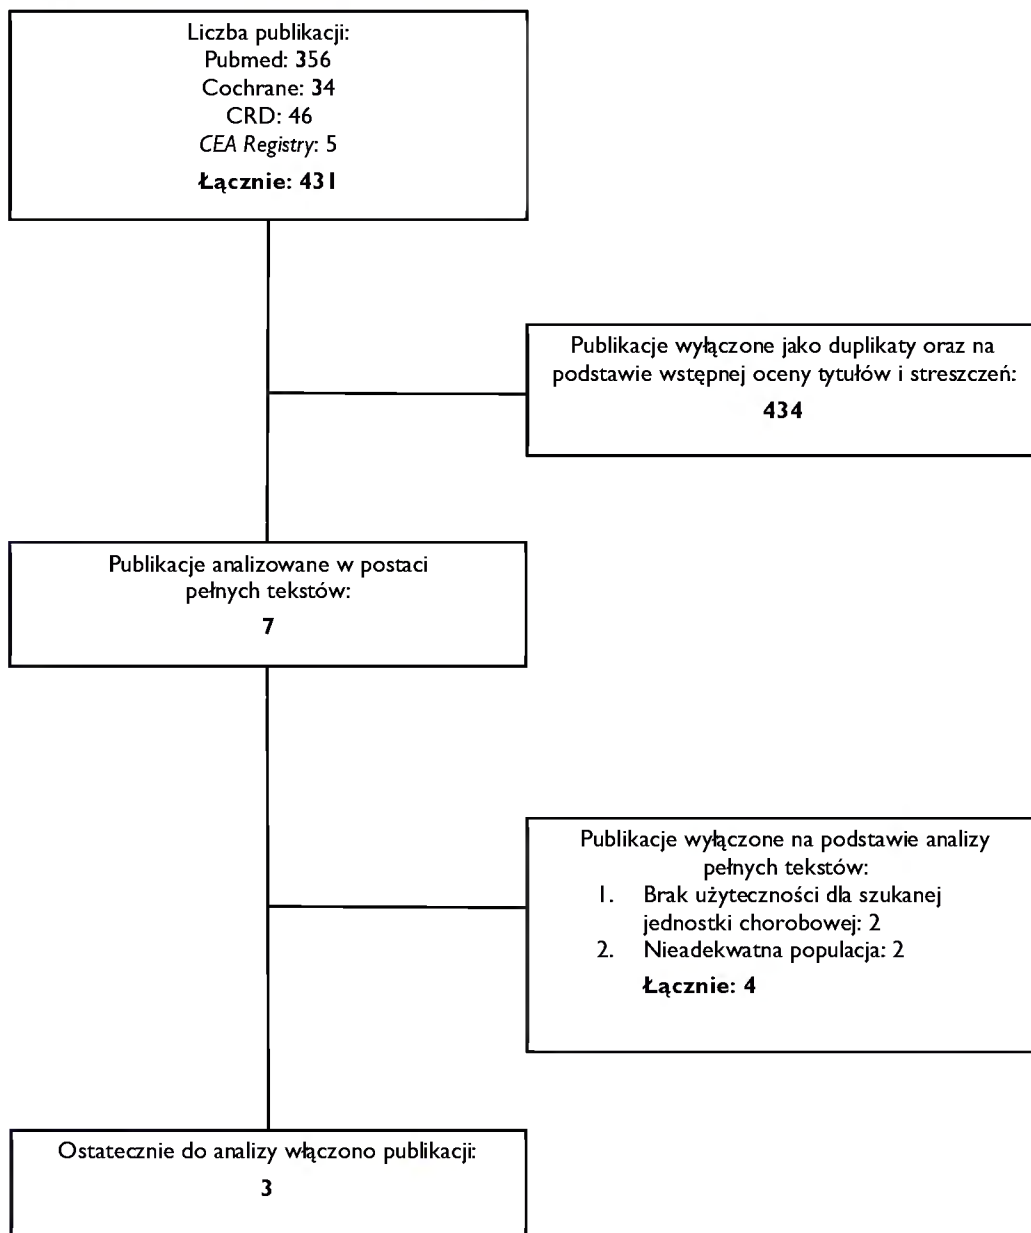 Liczba publikacji:
Pubmed: 356
Cochrane: 34
CRD: 46
CEA Registry: 5
Łącznie: 431
Publikacje wyłączone jako duplikaty oraz na
podstawie wstępnej oceny tytułów i streszczeń:
434
Publikacje analizowane w postaci
pełnych tekstów:
7
Publikacje wyłączone na podstawie analizy
pełnych tekstów:
1. Brak użyteczności dla szukanej
jednostki chorobowej: 2
2. Nieadekwatna populacja: 2
Łącznie: 4
Ostatecznie do analizy włączono publikacji:
3